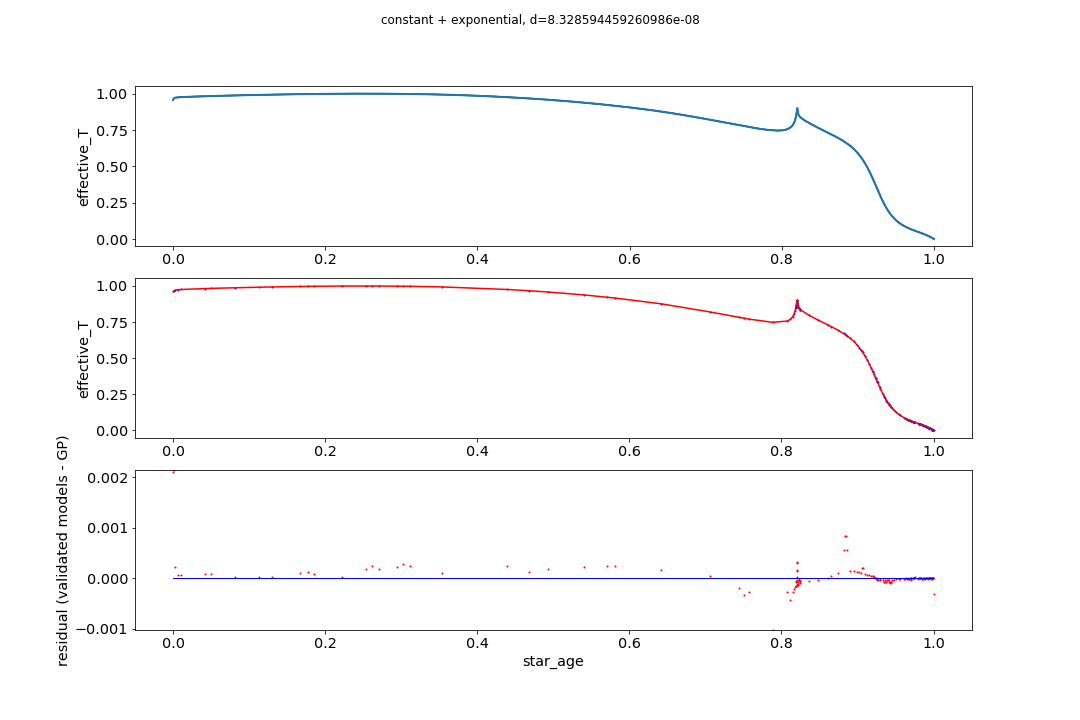 constant + exponential, d=8.328594459260986e-08
1.00
0.75
0.50
0.25
0.00
effective_T
0.0 0.2 0.4 0.6 0.8 1.0
1.00
0.75
0.50
0.25
0.00
effective_T
0.0 0.2 0.4 0.6 0.8 1.0
0.002
0.001
0.000
−0.001
residual (validated models - GP)
0.0 0.2 0.4 0.6 0.8 1.0
star_age